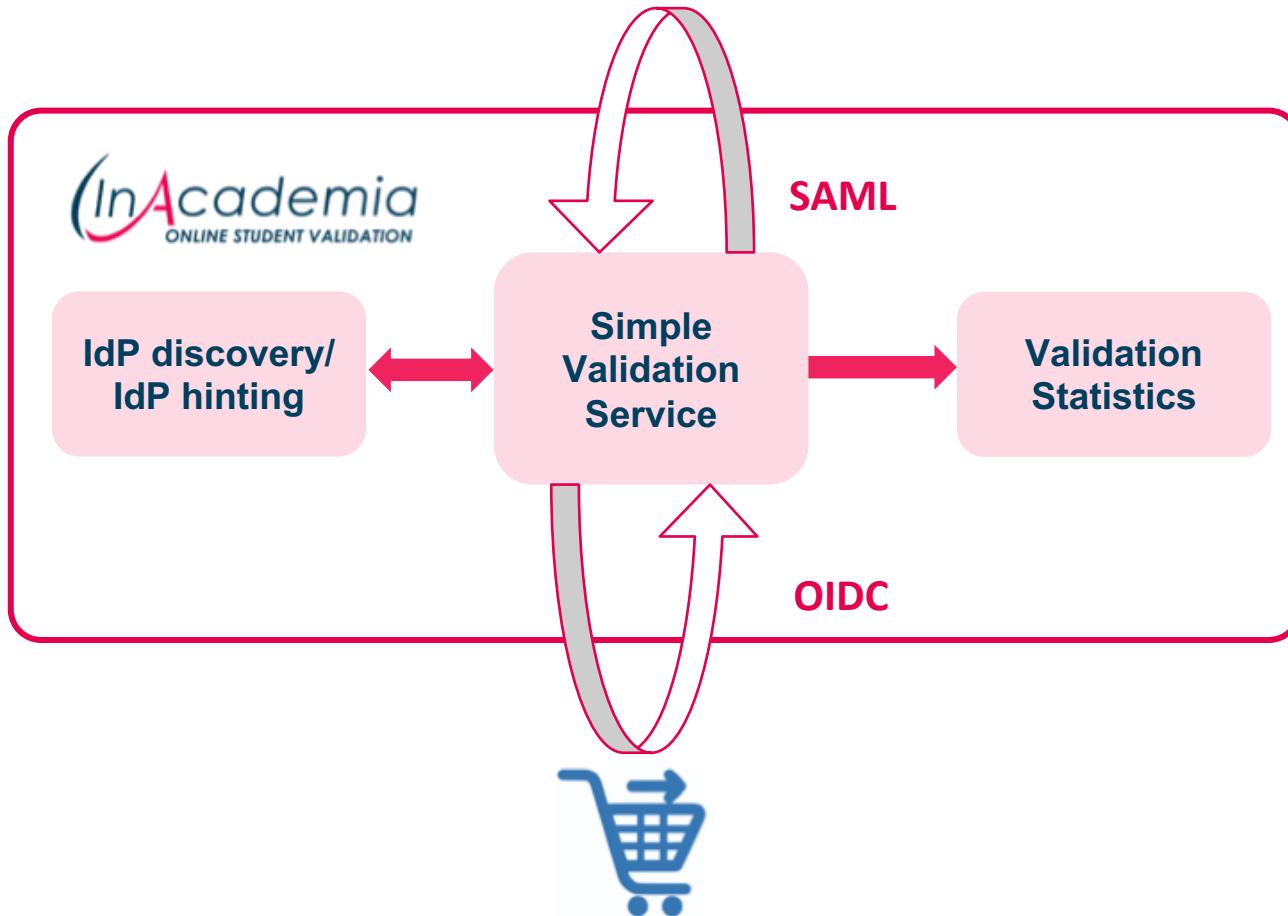 InAcademia
ONLINE STUDENT VALIDATION
SAML
IdP discovery/
IdP hinting
Simple
Validation
Service
Validation
Statistics
OIDC